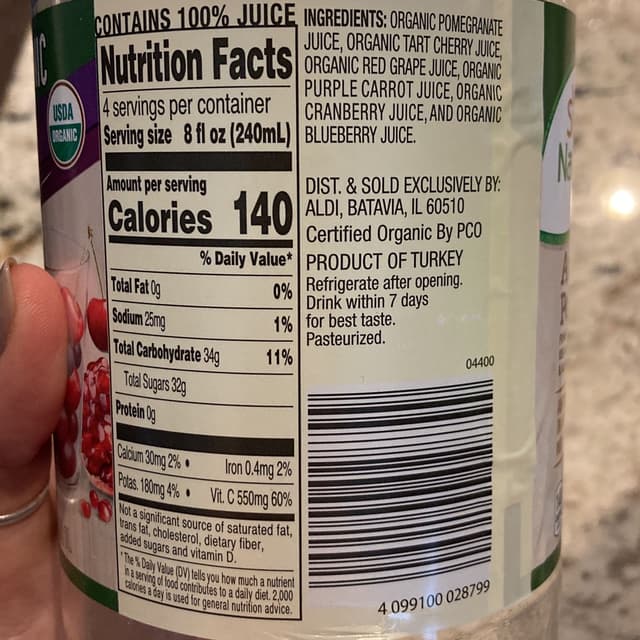 IC
USDA
ORGANIC
CONTAINS 100% JUICE
Nutrition Facts
4 servings per container
Serving size 8 fl oz (240mL)
Amount per serving
Calories 140
% Daily Value*
Total Fat 0g 0%
Sodium 25mg 1%
Total Carbohydrate 34g 11%
Total Sugars 32g
Protein 0g
Calcium 30mg 2% • Iron 0.4mg 2%
Potas. 180mg 4% • Vit. C 550mg 60%
Not a significant source of saturated fat,
trans fat, cholesterol, dietary fiber,
added sugars and vitamin D.
*The % Daily Value (DV) tells you how much a nutrient
in a serving of food contributes to a daily diet. 2,000
calories a day is used for general nutrition advice.
INGREDIENTS: ORGANIC POMEGRANATE
JUICE, ORGANIC TART CHERRY JUICE,
ORGANIC RED GRAPE JUICE, ORGANIC
PURPLE CARROT JUICE, ORGANIC
CRANBERRY JUICE, AND ORGANIC
BLUEBERRY JUICE.
DIST. & SOLD EXCLUSIVELY BY:
ALDI, BATAVIA, IL 60510
Certified Organic By PCO
PRODUCT OF TURKEY
Refrigerate after opening.
Drink within 7 days
for best taste.
Pasteurized.
04400
4 099100 028799